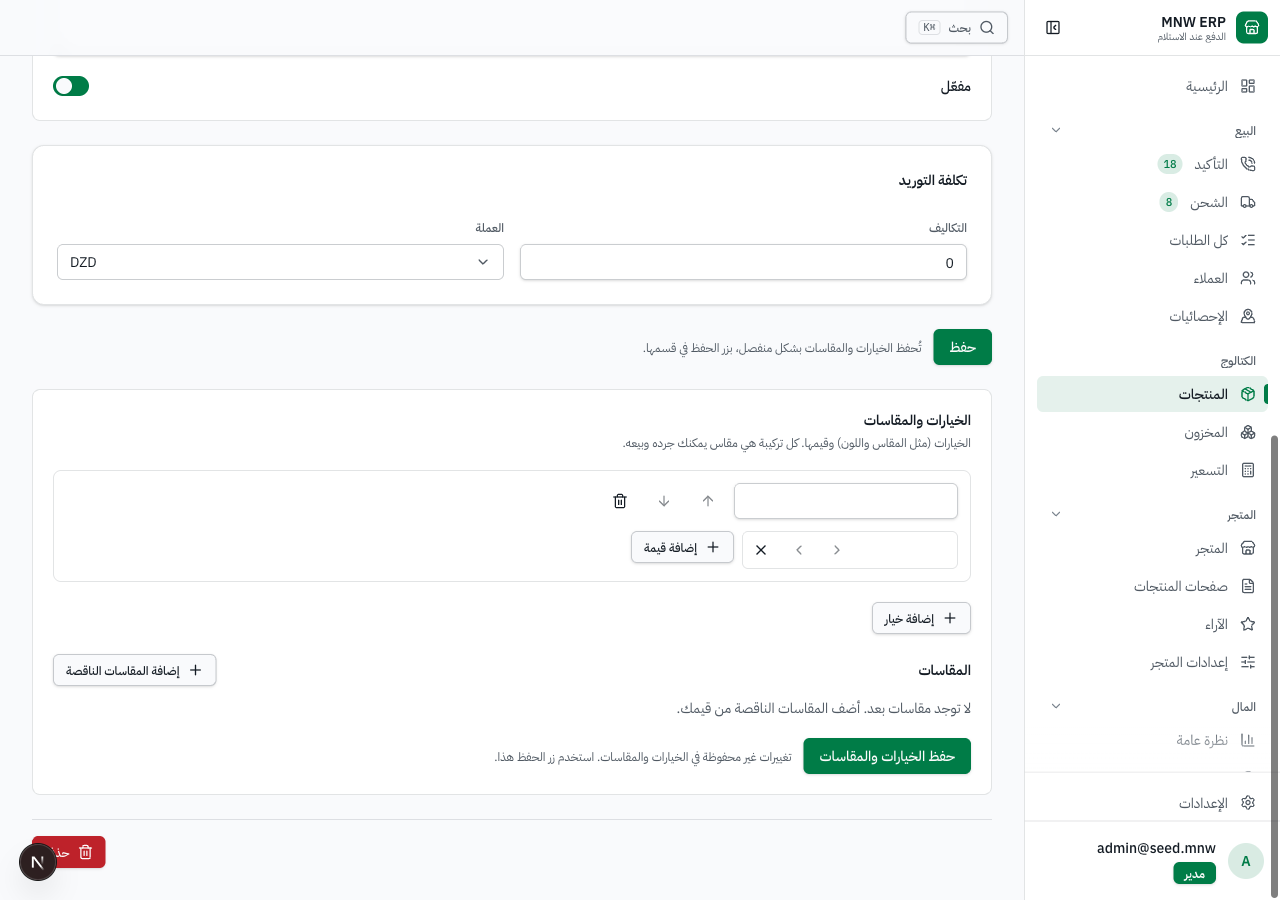 MNW ERP
الدفع عند الاستلام
بحث ⌘K
الرئيسية
البيع
التأكيد 18
الشحن 8
كل الطلبات
العملاء
الإحصائيات
الكتالوج
المنتجات
المخزون
التسعير
المتجر
المتجر
صفحات المنتجات
الآراء
إعدادات المتجر
المال
نظرة عامة
الإعدادات
admin@seed.mnw
A
مدير
مفعّل
تكلفة التوريد
التكاليف
العملة
0
DZD
حفظ
تُحفظ الخيارات والمقاسات بشكل منفصل، بزر الحفظ في قسمها.
الخيارات والمقاسات
الخيارات (مثل المقاس واللون) وقيمها. كل تركيبة هي مقاس يمكنك جرده وبيعه.
إضافة قيمة
إضافة خيار
المقاسات
إضافة المقاسات الناقصة
لا توجد مقاسات بعد. أضف المقاسات الناقصة من قيمك.
حفظ الخيارات والمقاسات
تغييرات غير محفوظة في الخيارات والمقاسات. استخدم زر الحفظ هذا.
N